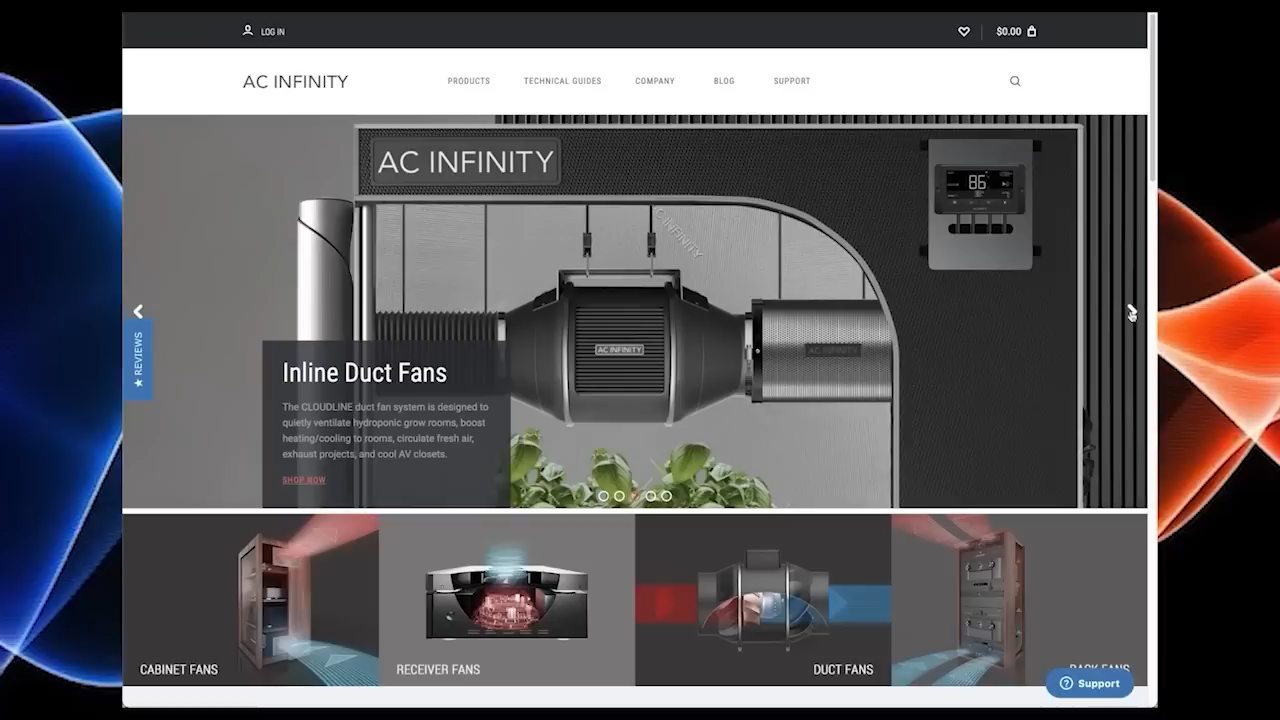 LOG IN
$0.00
AC INFINITY
PRODUCTS
TECHNICAL GUIDES
COMPANY
BLOG
SUPPORT
AC INFINITY
86
C INFINITY
AC INFINITY
AC INFINITY
★ REVIEWS
Inline Duct Fans
The CLOUDLINE duct fan system is designed to
quietly ventilate hydroponic grow rooms, boost
heating/cooling to rooms, circulate fresh air,
exhaust projects, and cool AV closets.
SHOP NOW
CABINET FANS
RECEIVER FANS
DUCT FANS
RACK FANS
Support